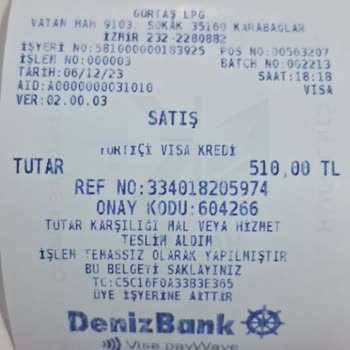 GÜRTAŞ LPG
VATAN MAH 9103. SOKAK 35160 KARABAGLAR
İZMİR 232-2280882
İŞYERİ NO:581000000183925 POS NO:00563207
İŞLEM NO:000003 BATCH NO:002213
TARİH:06/12/23 SAAT:18:18
AID:A0000000031010 VISA
VER:02.00.03
SATIŞ
YURTİÇİ VISA KREDİ
TUTAR 510,00 TL
REF NO:334018205974
ONAY KODU:604266
TUTAR KARŞILIĞI MAL VEYA HİZMET
TESLİM ALDIM
İŞLEM TEMASSIZ OLARAK YAPILMIŞTIR
BU BELGEYİ SAKLAYINIZ
TC:C5C16F0A3383E365
ÜYE İŞYERİNE AİTTİR
DenizBank
Visa payWave